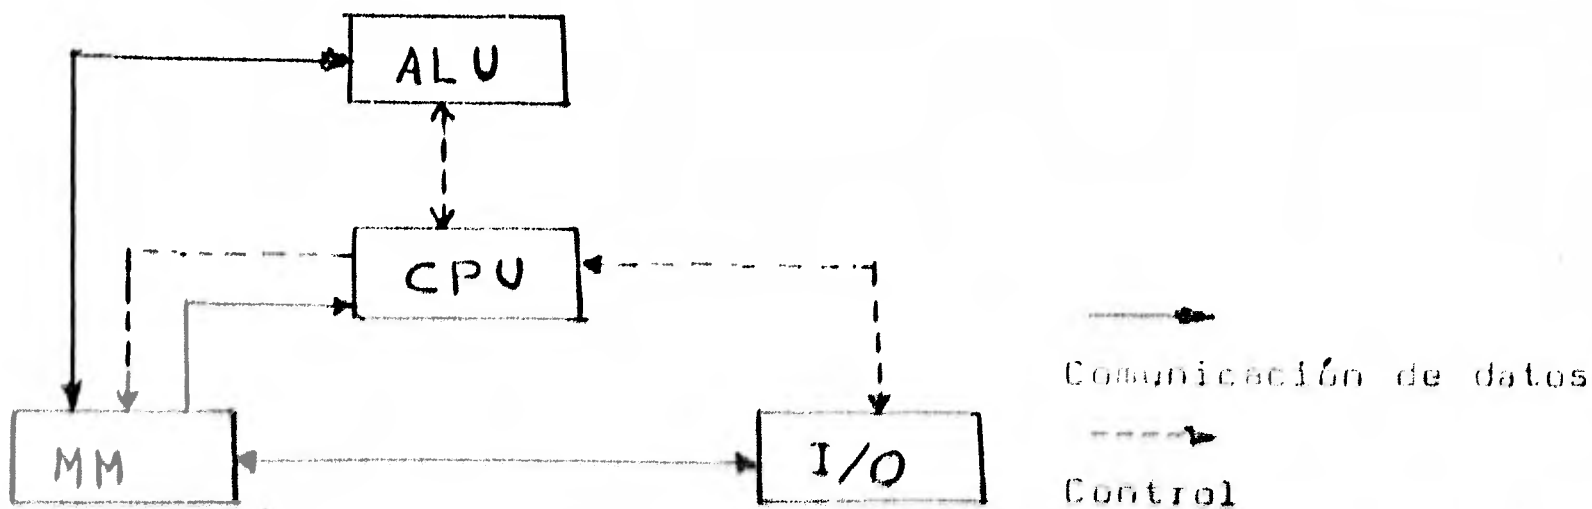 ALU
CPU
MM
I/O
Comunicación de datos
Control